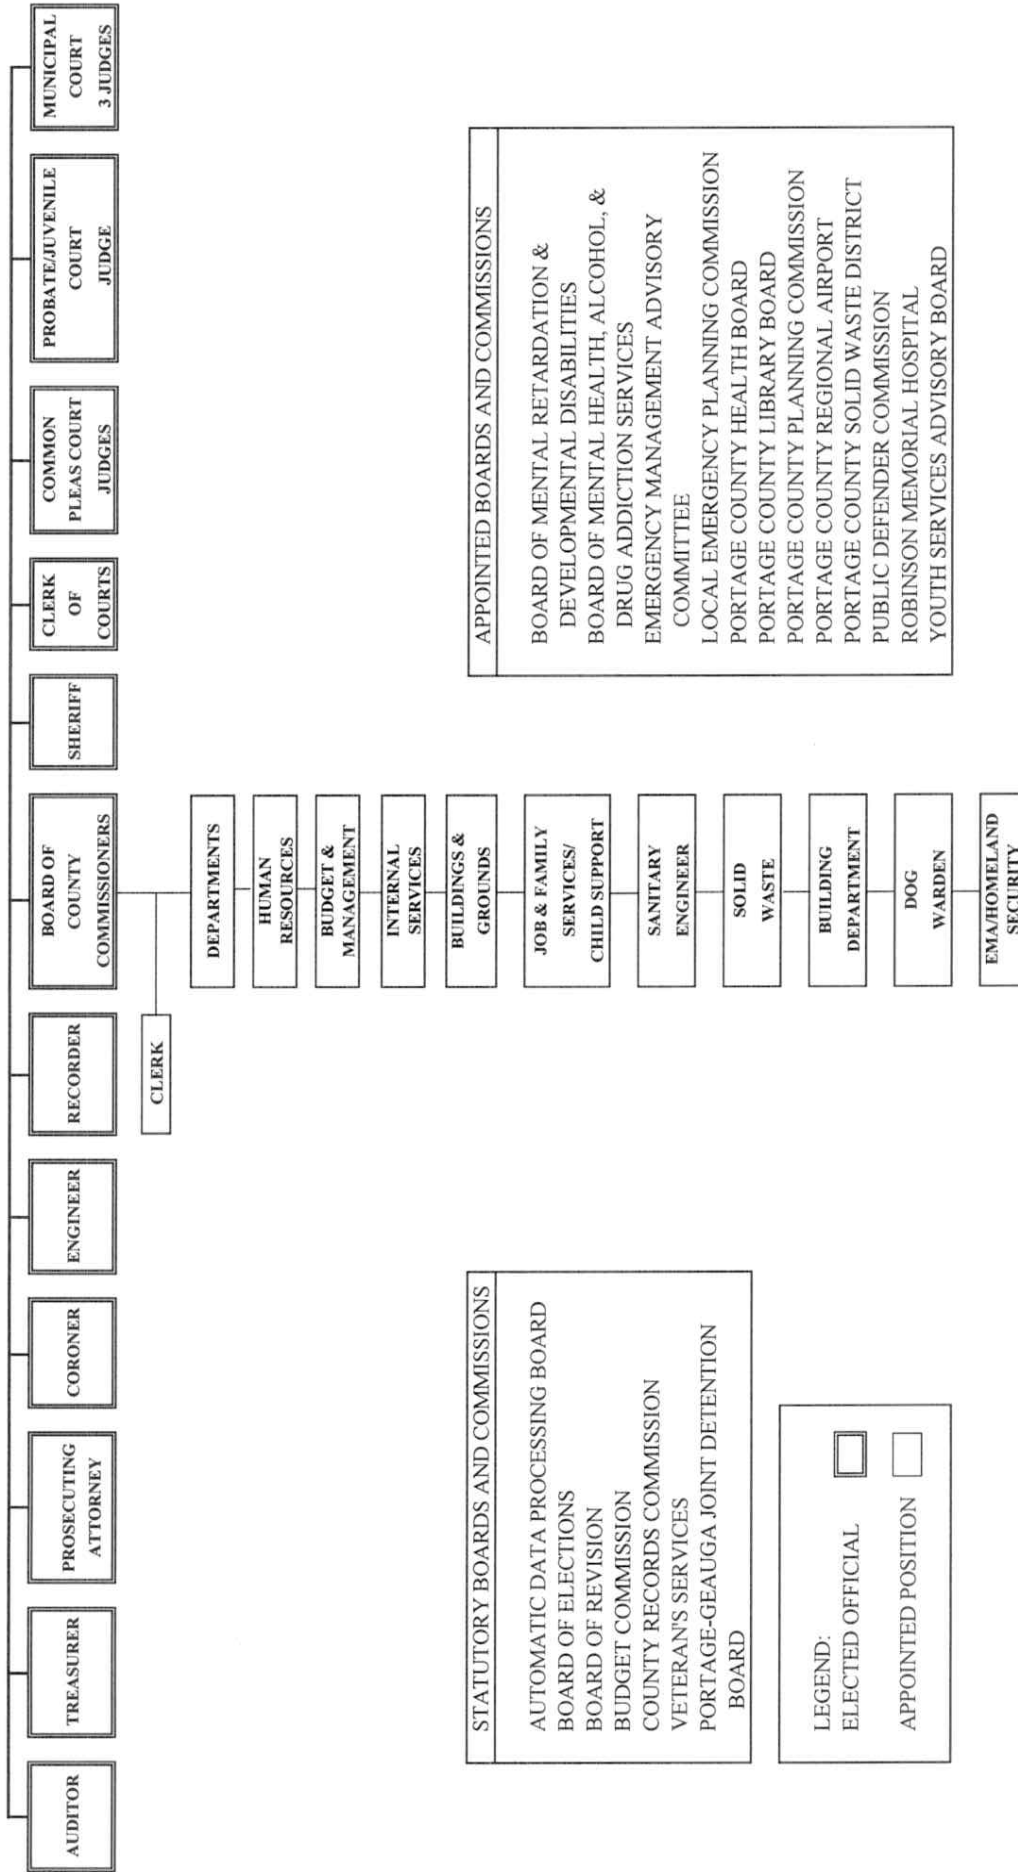 AUDITOR
TREASURER
PROSECUTING
ATTORNEY
CORONER
ENGINEER
RECORDER
BOARD OF
COUNTY
COMMISSIONERS
SHERIFF
CLERK
OF
COURTS
COMMON
PLEAS COURT
JUDGES
PROBATE/JUVENILE
COURT
JUDGE
MUNICIPAL
COURT
3 JUDGES
CLERK
DEPARTMENTS
HUMAN
RESOURCES
BUDGET &
MANAGEMENT
INTERNAL
SERVICES
BUILDINGS &
GROUNDS
JOB & FAMILY
SERVICES/
CHILD SUPPORT
SANITARY
ENGINER
SOLID
WASTE
BUILDING
DEPARTMENT
DOG
WARDEN
EMA/HOMELAND
SECURITY
STATUTORY BOARDS AND COMMISSIONS
AUTOMATIC DATA PROCESSING BOARD
BOARD OF ELECTIONS
BOARD OF REVISION
BUDGET COMMISSION
COUNTY RECORDS COMMISSION
VETERAN'S SERVICES
PORTAGE-GEAUGA JOINT DETENTION
BOARD
LEGEND:
ELECTED OFFICIAL
APPOINTED POSITION
APPOINTED BOARDS AND COMMISSIONS
BOARD OF MENTAL RETARDATION &
DEVELOPMENTAL DISABILITIES
BOARD OF MENTAL HEALTH, ALCOHOL, &
DRUG ADDICTION SERVICES
EMERGENCY MANAGEMENT ADVISORY
COMMITTEE
LOCAL EMERGENCY PLANNING COMMISSION
PORTAGE COUNTY HEALTH BOARD
PORTAGE COUNTY LIBRARY BOARD
PORTAGE COUNTY PLANNING COMMISSION
PORTAGE COUNTY REGIONAL AIRPORT
PORTAGE COUNTY SOLID WASTE DISTRICT
PUBLIC DEFENDER COMMISSION
ROBINSON MEMORIAL HOSPITAL
YOUTH SERVICES ADVISORY BOARD